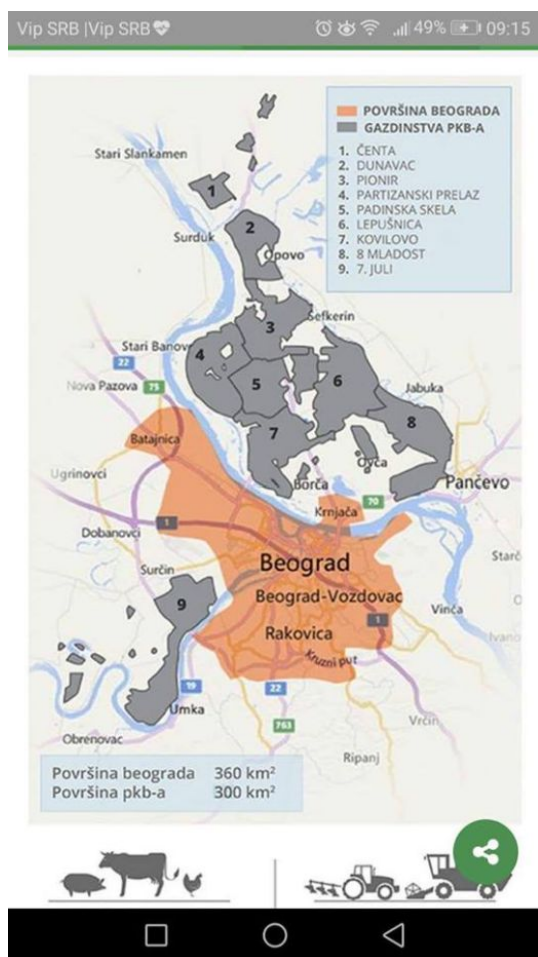 Vip SRB |Vip SRB 49% 09:15
POVRŠINA BEOGRADA
GAZDINSTVA PKB-A
1. ČENTA
2. DUNAVAC
3. PIONIR
4. PARTIZANSKI PRELAZ
5. PADINSKA SKELA
6. LEPUŠNICA
7. KOVILOVO
8. 8 MLADOST
9. 7. JULI
Stari Slankamen
1
2
Surduk
Opovo
3
Sefkerin
Stari Banov
4
22
5
6
Nova Pazova
75
Jabuka
7
8
Batajnica
Ovča
Ugrinovci
Borča
Pančevo
70
Krnjača
1
Dobanovci
Beograd
Starč
Surčin
Beograd-Vozdovac
9
Vinča
1
Rakovica
Ivano
Kruzni put
19
22
Umka
763
Vrčin
Obrenovac
Ripanj
Površina beograda 360 km²
Površina pkb-a 300 km²